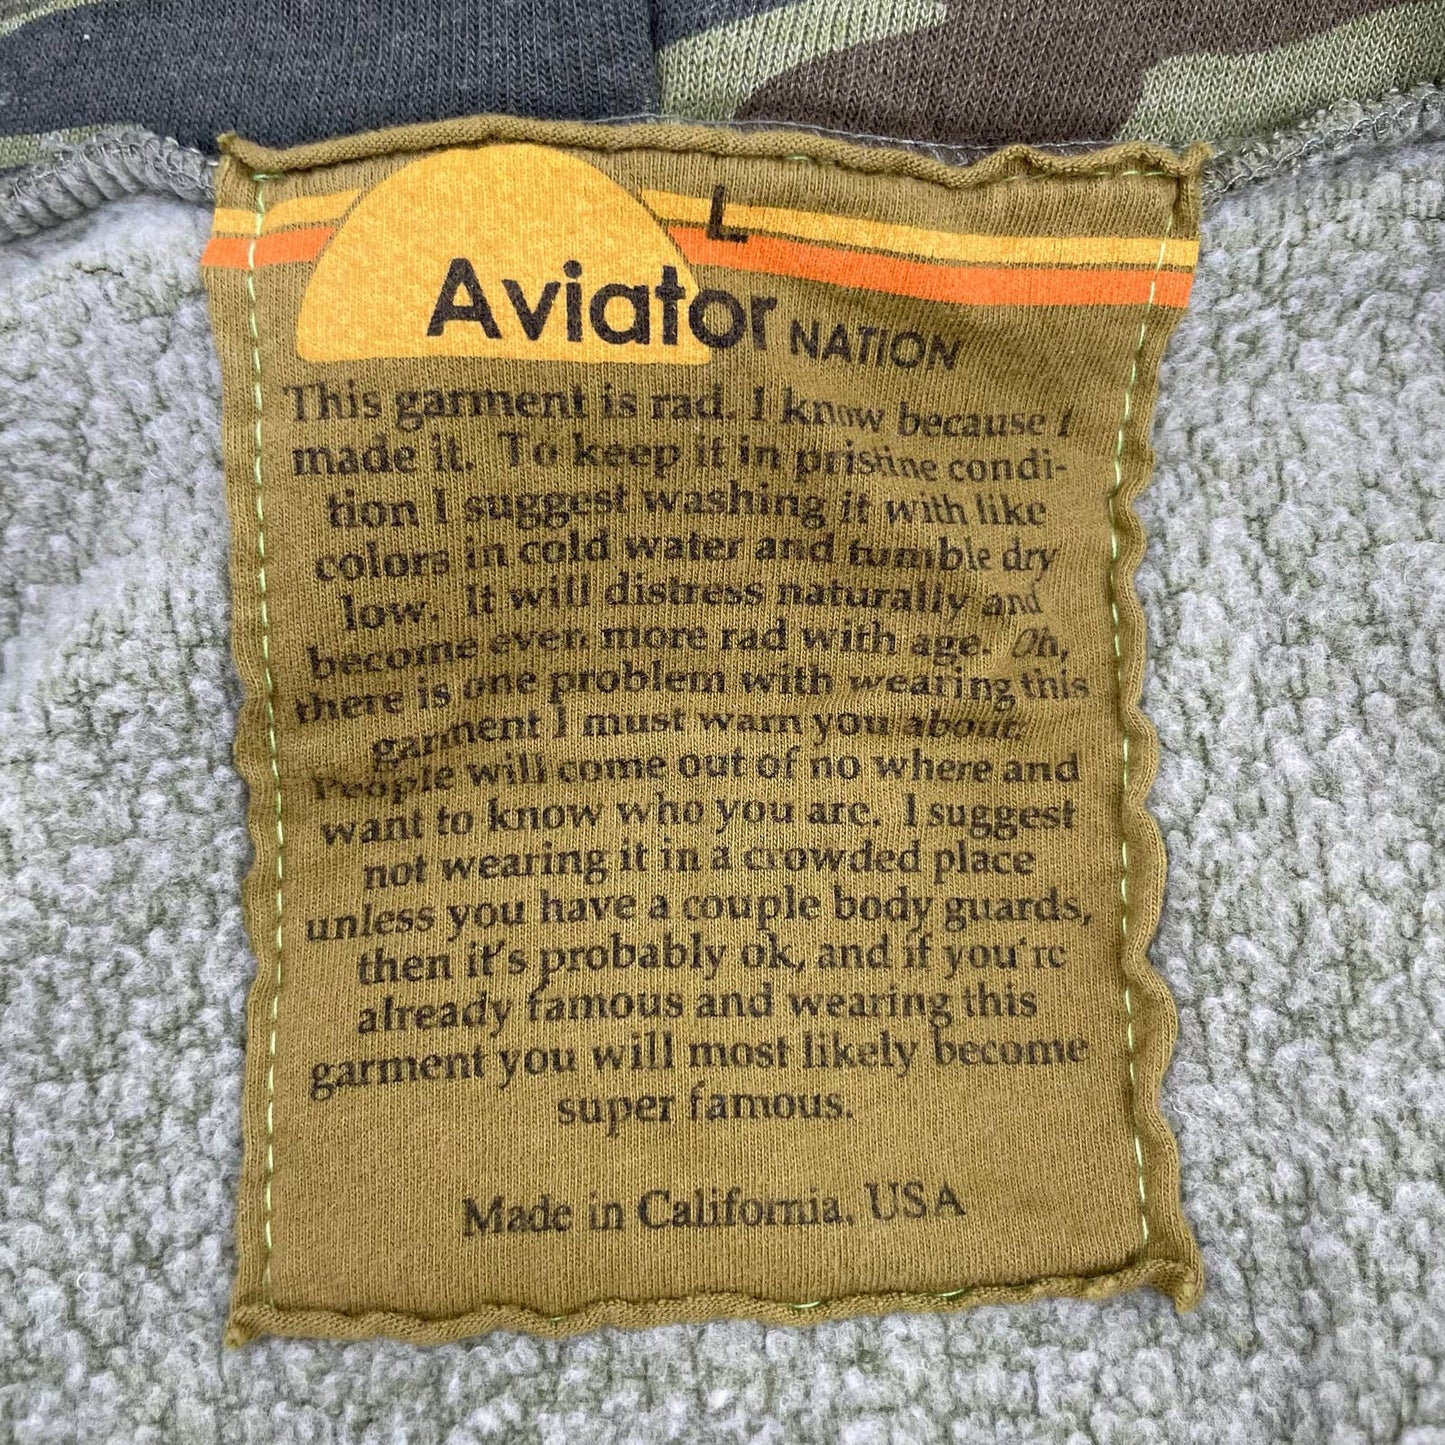 L
Aviator NATION
This garment is rad. I know because I
made it. To keep it in pristine condi-
tion I suggest washing it with like
colors in cold water and tumble dry
low. It will distress naturally and
become even more rad with age. Oh,
there is one problem with wearing this
garment I must warn you about.
People will come out of no where and
want to know who you are. I suggest
not wearing it in a crowded place
unless you have a couple body guards,
then it's probably ok, and if you're
already famous and wearing this
garment you will most likely become
super famous.
Made in California, USA